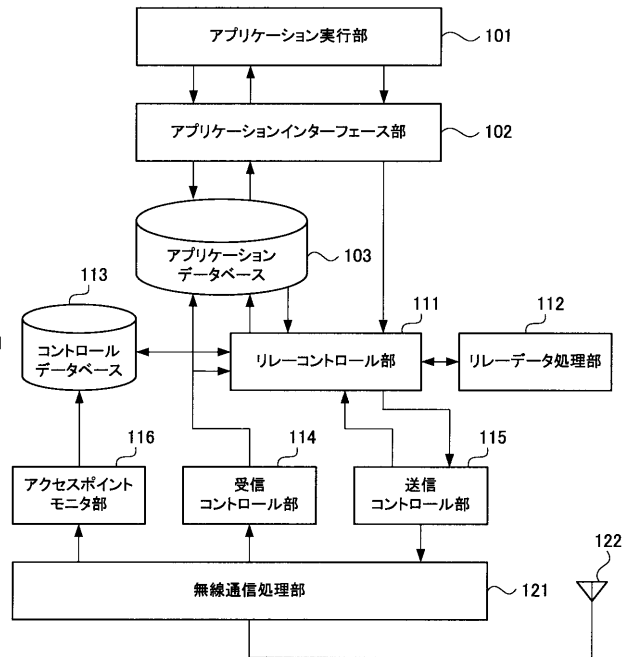 アプリケーション実行部
101
アプリケーションインターフェース部
102
アプリケーション
データベース
103
113
コントロール
データベース
111
リレーコントロール部
112
リレーデータ処理部
116
アクセスポイント
モニタ部
114
受信
コントロール部
115
送信
コントロール部
無線通信処理部
121
122